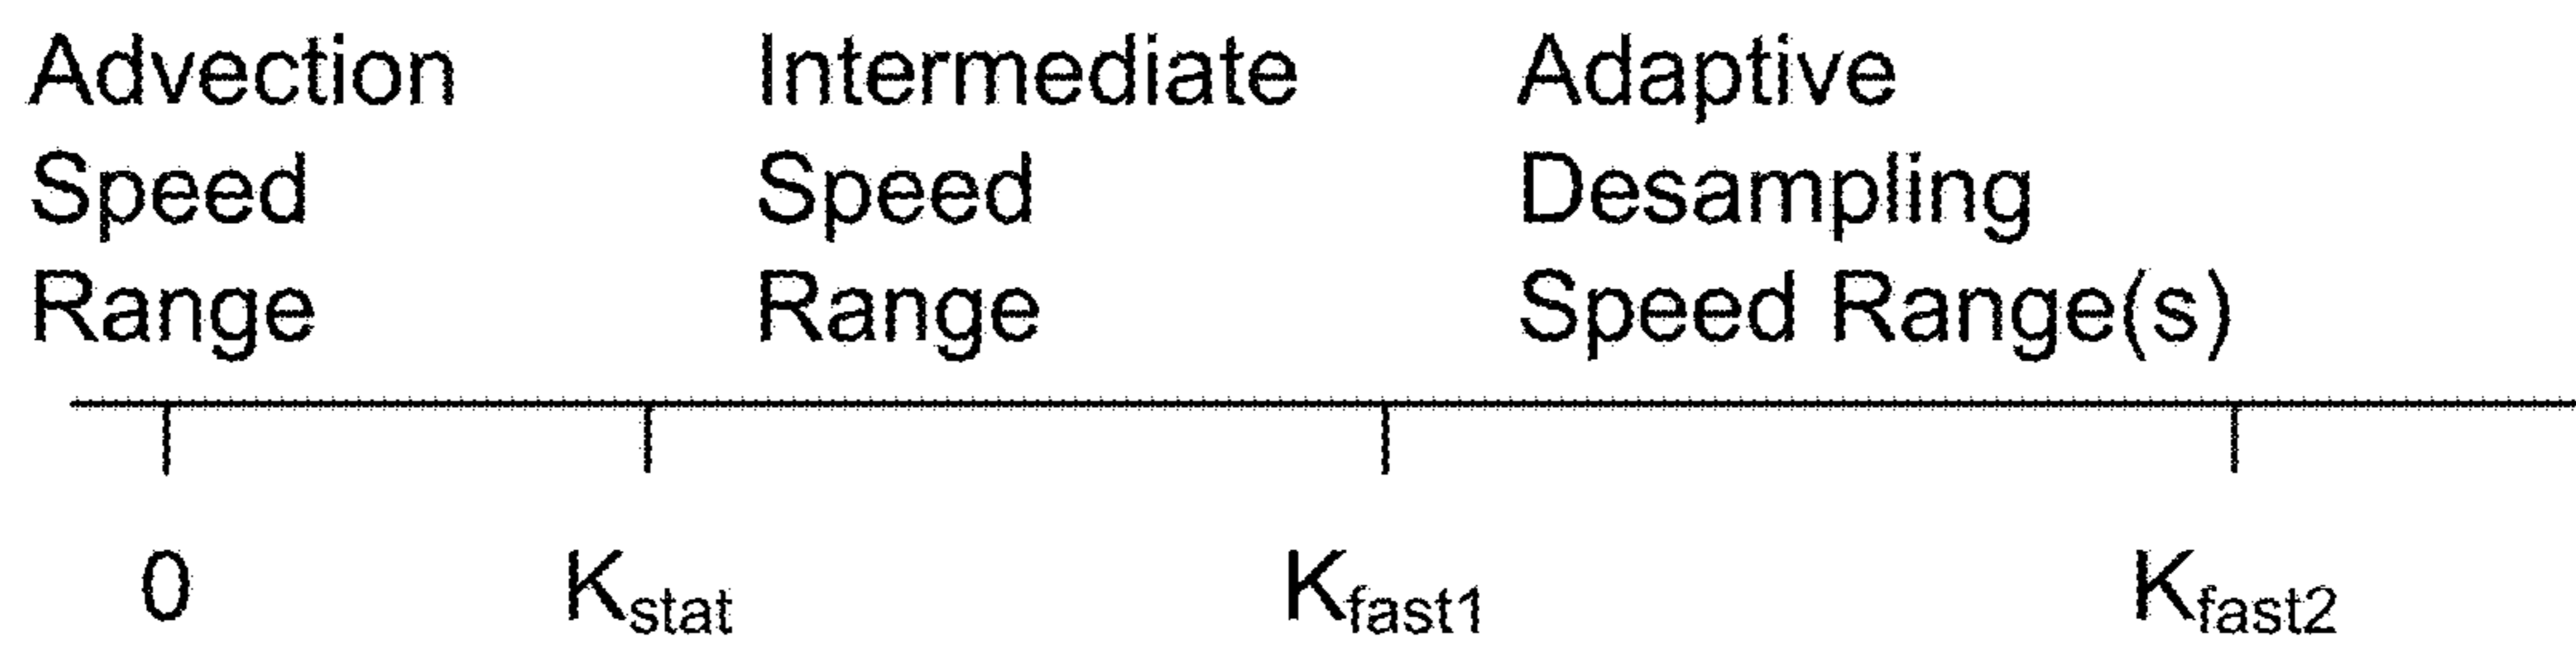 Advection
Speed
Range
Intermediate
Speed
Range
Adaptive
Desampling
Speed Range(s)
0
Kstat
Kfast1
Kfast2